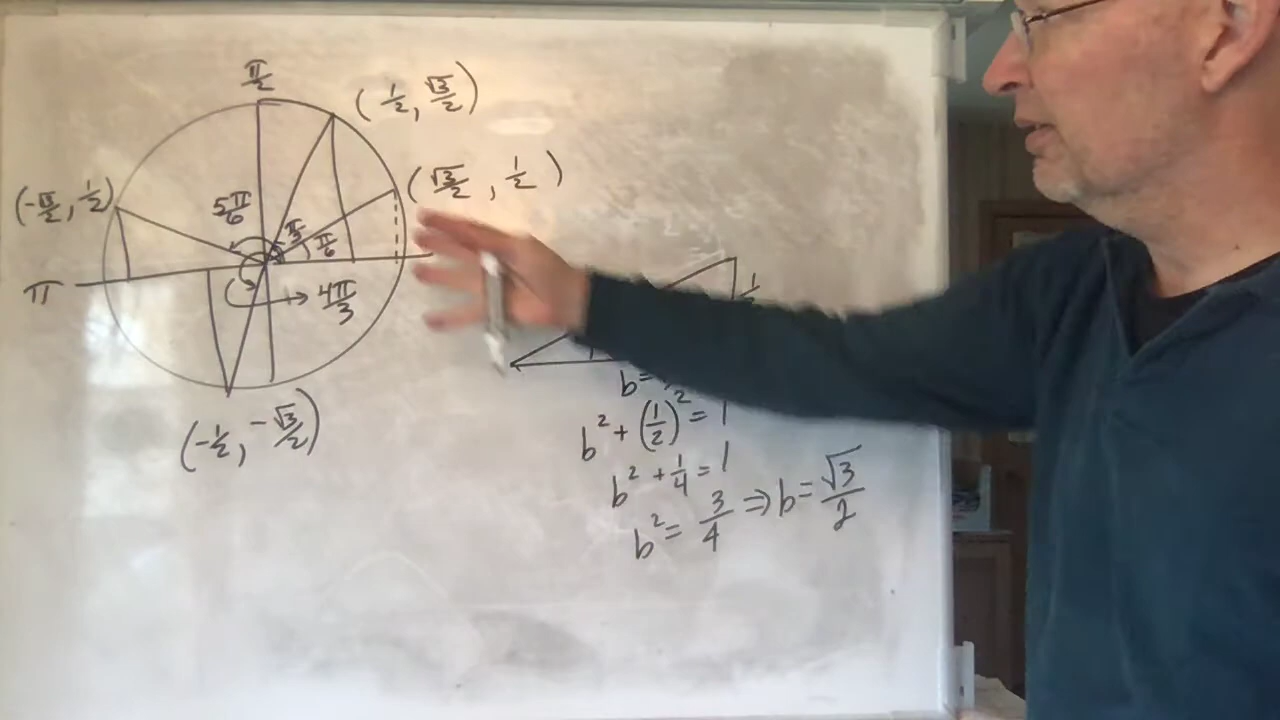 π/2
(1/2, √3/2)
(√3/2, 1/2)
(-√3/2, 1/2)
5π/6
π/3
π/6
π
4π/3
(-1/2, -√3/2)
b=
b² + (1/2)² = 1
b² + 1/4 = 1
b² = 3/4 ⇒ b = √3/2